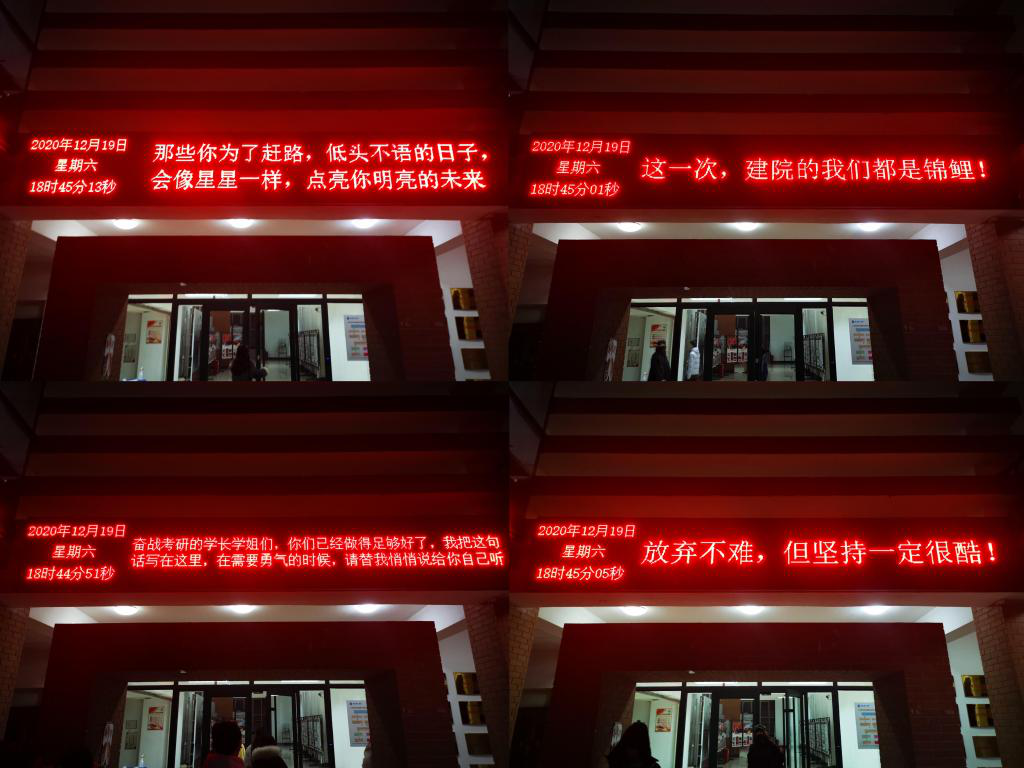 2020年12月19日
星期六
18时45分13秒
那些你为了赶路，低头不语的日子，
会像星星一样，点亮你明亮的未来
2020年12月19日
星期六
18时45分01秒
这一次，建院的我们都是锦鲤！
2020年12月19日
星期六
18时44分51秒
奋战考研的学长学姐们，你们已经做得足够好了，我把这句
话写在这里，在需要勇气的时候，请替我悄悄说给你自己听
2020年12月19日
星期六
18时45分05秒
放弃不难，但坚持一定很酷！